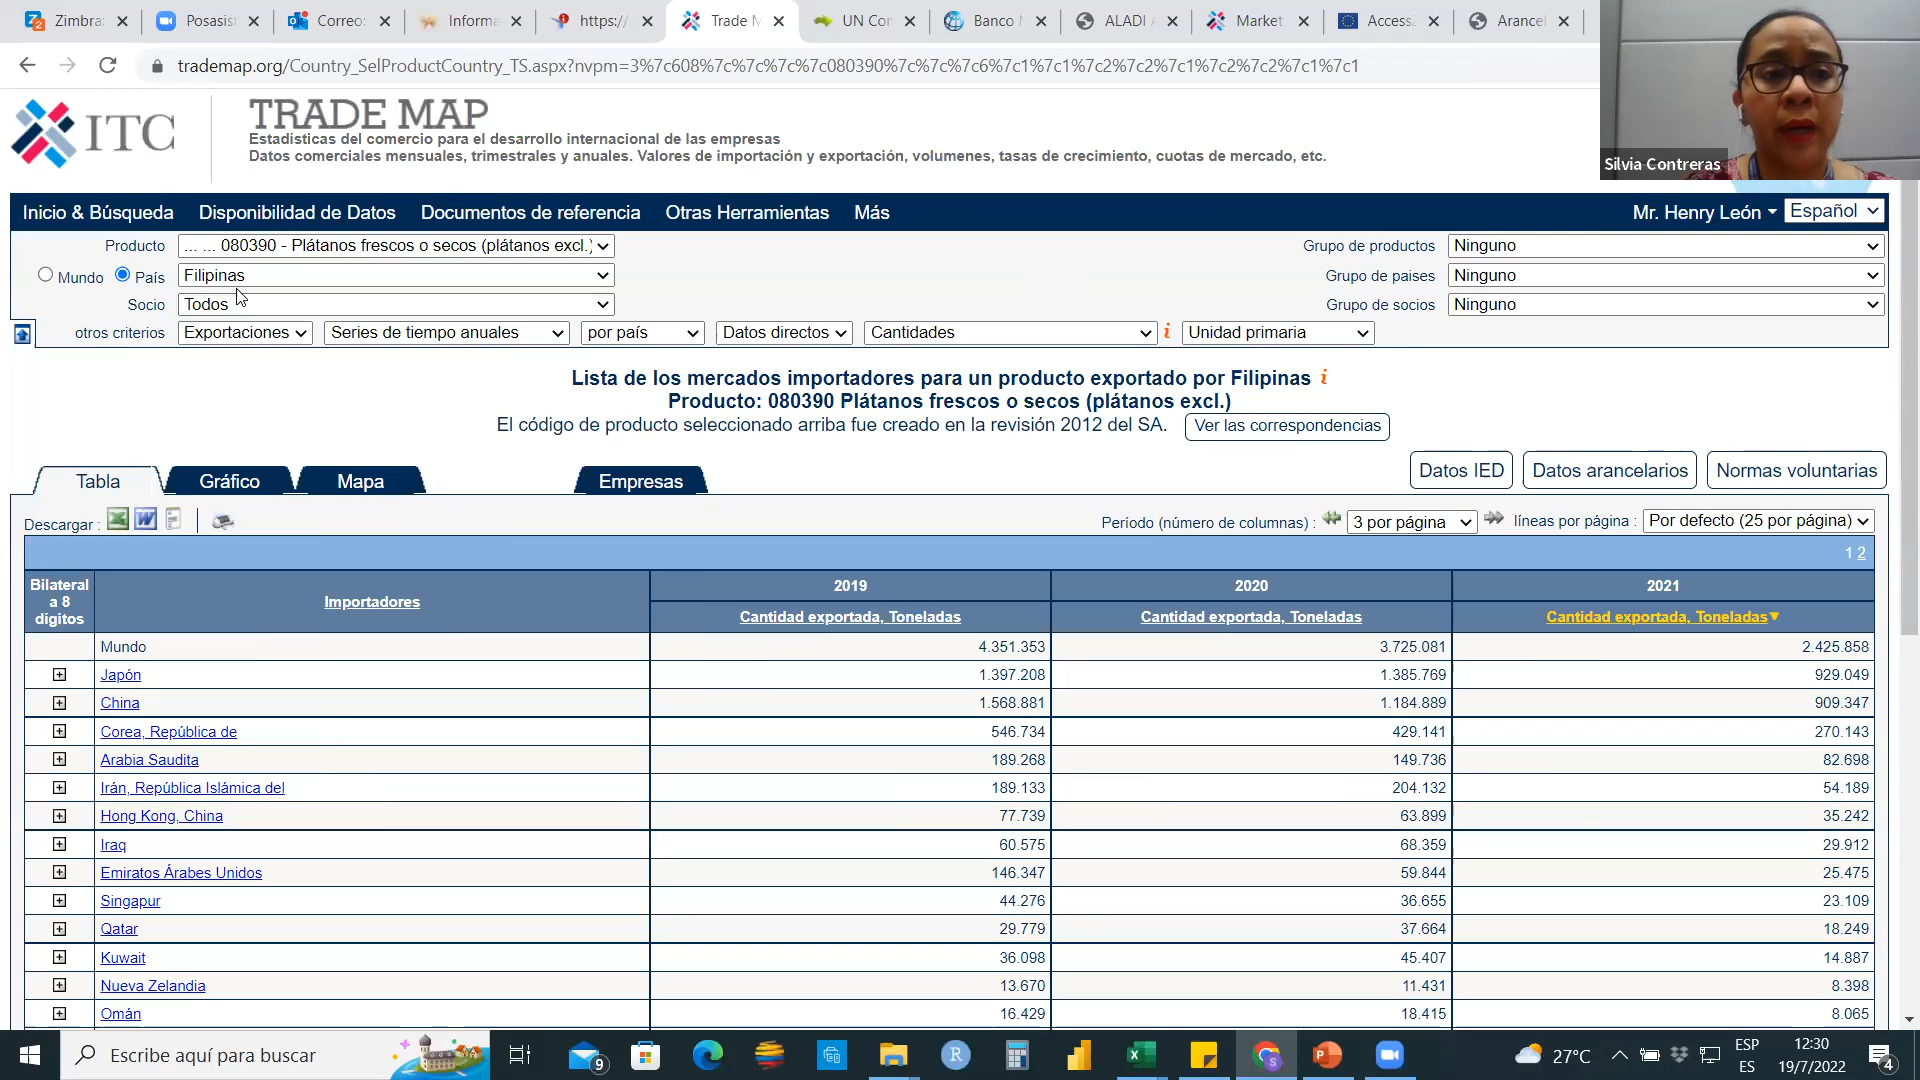 Zimbra:
Posasist
Correo:
Informa
https://
Trade M
UN Con
Banco
ALADI
Market
Access2
Arancel
trademap.org/Country_SelProductCountry_TS.aspx?nvpm=3%7c608%7c%7c%7c%7c080390%7c%7c%7c6%7c1%7c1%7c2%7c2%7c1%7c2%7c2%7c1%7c1
ITC
TRADE MAP
Estadísticas del comercio para el desarrollo internacional de las empresas
Datos comerciales mensuales, trimestrales y anuales. Valores de importación y exportación, volumenes, tasas de crecimiento, cuotas de mercado, etc.
Silvia Contreras
Inicio & Búsqueda Disponibilidad de Datos Documentos de referencia Otras Herramientas Más Mr. Henry León Español
Producto ... ... 080390 - Plátanos frescos o secos (plátanos excl.) Grupo de productos Ninguno
Mundo País Filipinas Grupo de paises Ninguno
Socio Todos Grupo de socios Ninguno
otros criterios Exportaciones Series de tiempo anuales por país Datos directos Cantidades i Unidad primaria
Lista de los mercados importadores para un producto exportado por Filipinas i
Producto: 080390 Plátanos frescos o secos (plátanos excl.)
El código de producto seleccionado arriba fue creado en la revisión 2012 del SA. Ver las correspondencias
Tabla Gráfico Mapa Empresas Datos IED Datos arancelarios Normas voluntarias
Descargar : Período (número de columnas) : 3 por página líneas por página : Por defecto (25 por página)
1 2
Bilateral a 8 dígitos Importadores 2019 2020 2021
Cantidad exportada, Toneladas Cantidad exportada, Toneladas Cantidad exportada, Toneladas▼
Mundo 4.351.353 3.725.081 2.425.858
Japón 1.397.208 1.385.769 929.049
China 1.568.881 1.184.889 909.347
Corea, República de 546.734 429.141 270.143
Arabia Saudita 189.268 149.736 82.698
Irán, República Islámica del 189.133 204.132 54.189
Hong Kong, China 77.739 63.899 35.242
Iraq 60.575 68.359 29.912
Emiratos Árabes Unidos 146.347 59.844 25.475
Singapur 44.276 36.655 23.109
Qatar 29.779 37.664 18.249
Kuwait 36.098 45.407 14.887
Nueva Zelandia 13.670 11.431 8.398
Omán 16.429 18.415 8.065
Escribe aquí para buscar
9
27°C
ESP
ES
12:30
19/7/2022
4